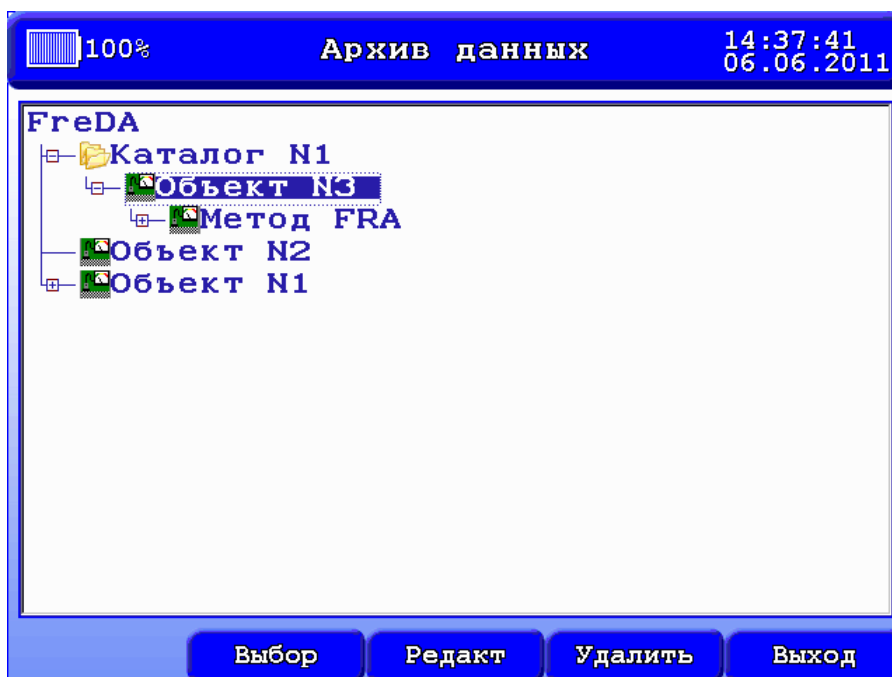 100%
Архив данных
14:37:41
06.06.2011
FreDA
Каталог N1
Объект N3
Метод FRA
Объект N2
Объект N1
Выбор
Редакт
Удалить
Выход